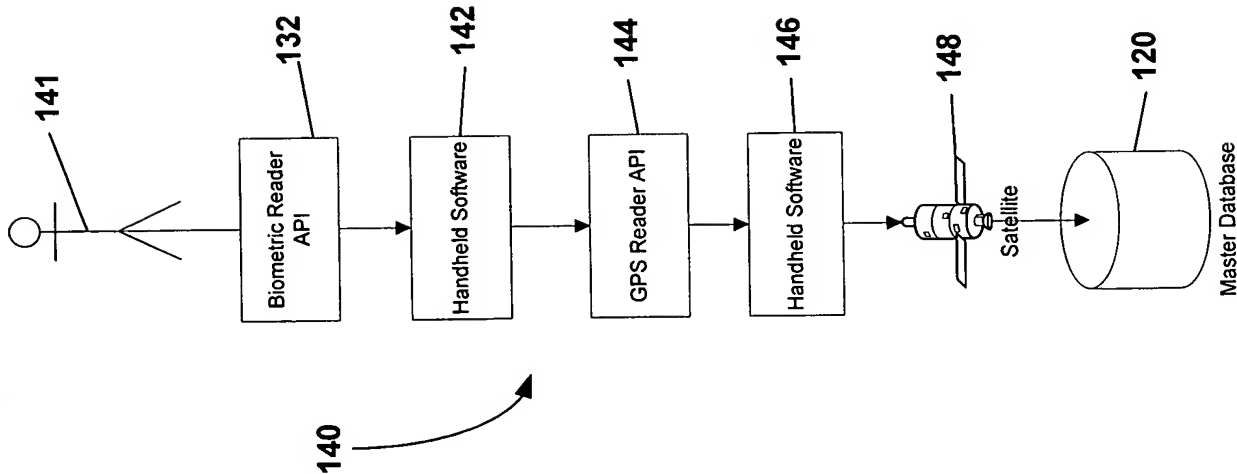 141
Biometric Reader
API
132
Handheld Software
142
GPS Reader API
144
Handheld Software
146
Satellite
148
Master Database
120
140